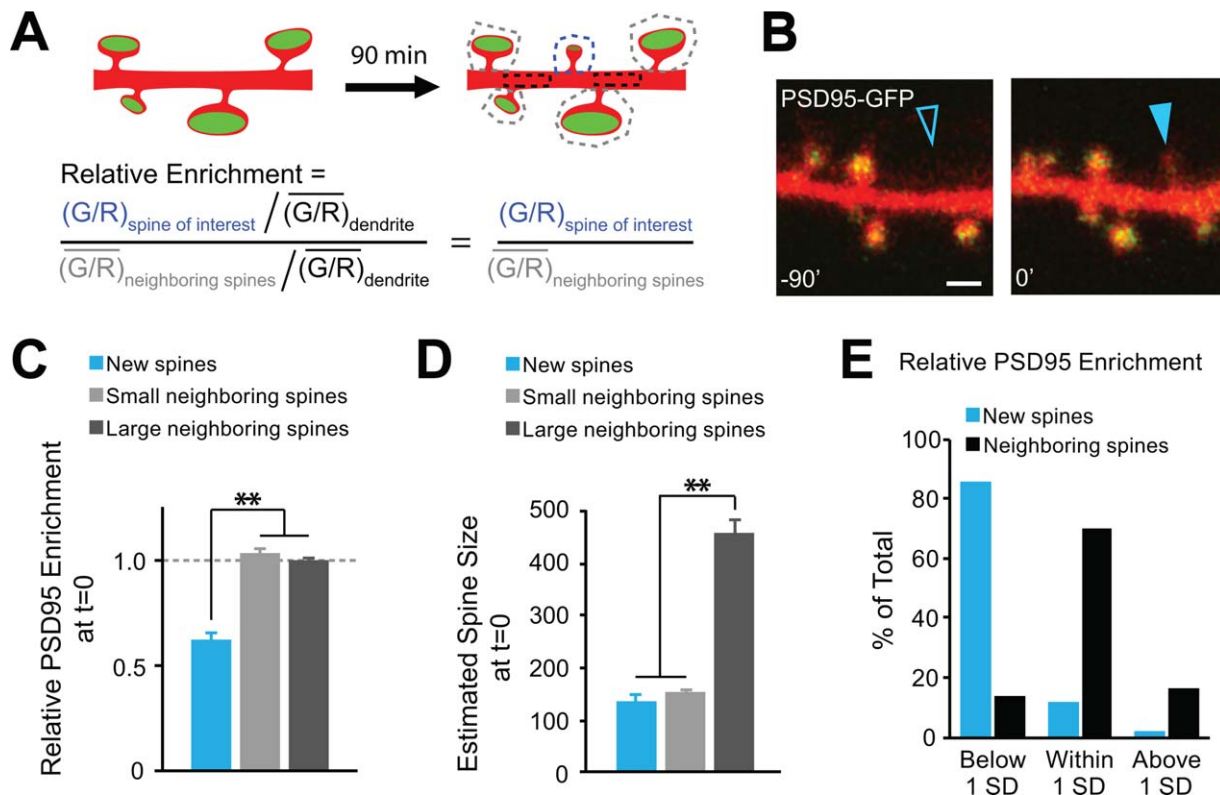 A
90 min
Relative Enrichment =
(G/R)spine of interest / (G/R)dendrite
(G/R)neighboring spines / (G/R)dendrite
=
(G/R)spine of interest
(G/R)neighboring spines
B
PSD95-GFP
-90'
0'
C
New spines
Small neighboring spines
Large neighboring spines
Relative PSD95 Enrichment
at t=0
**
1.0
0.5
0
D
New spines
Small neighboring spines
Large neighboring spines
Estimated Spine Size
at t=0
**
500
400
300
200
100
0
E
Relative PSD95 Enrichment
New spines
Neighboring spines
% of Total
100
80
60
40
20
0
Below
1 SD
Within
1 SD
Above
1 SD